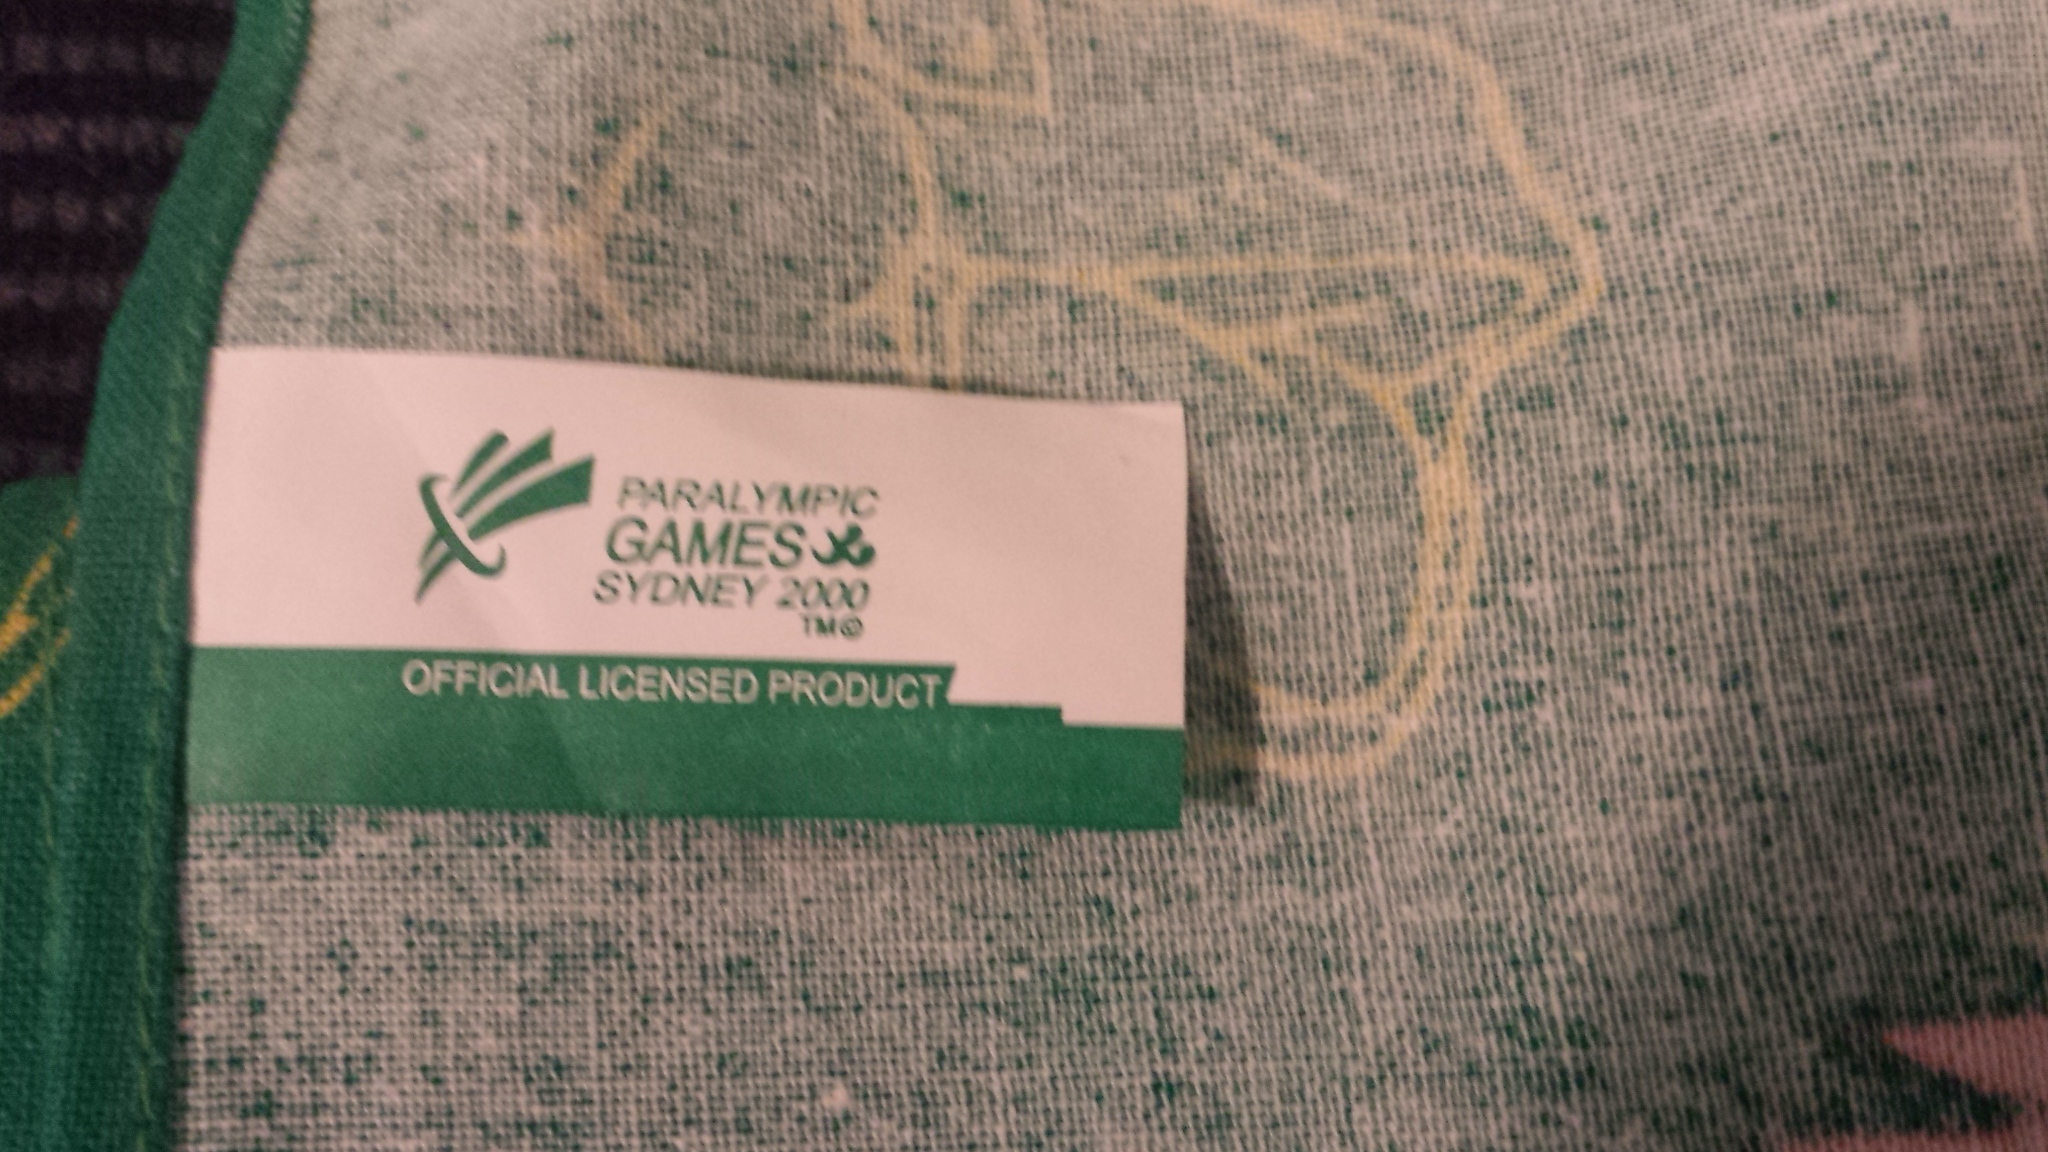 PARALYMPIC
GAMES
SYDNEY 2000
TM©
OFFICIAL LICENSED PRODUCT